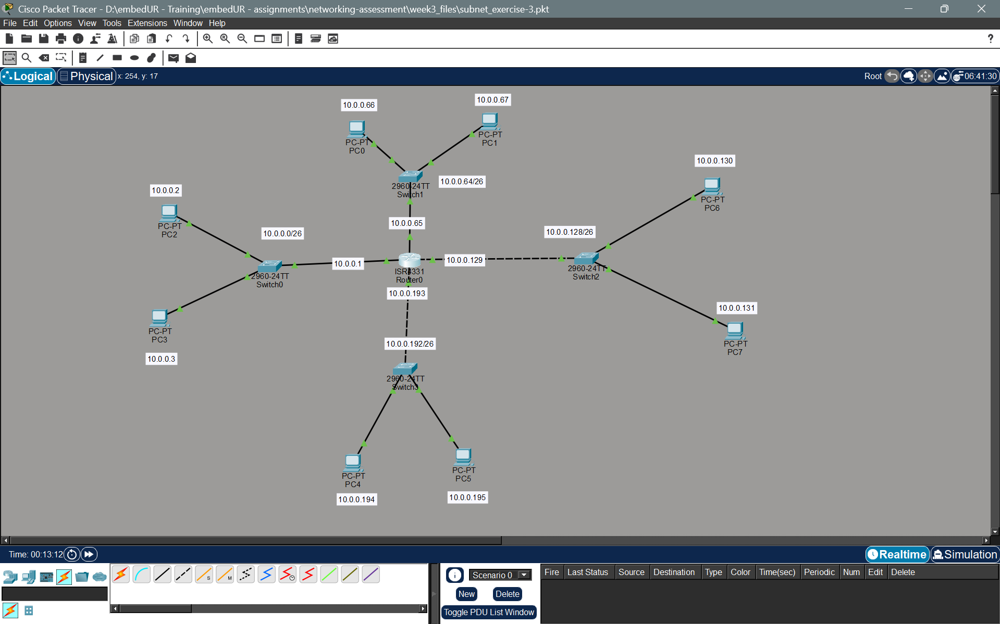 Cisco Packet Tracer - D:\embedUR - Training\embedUR - assignments\networking-assessment\week3_files\subnet_exercise-3.pkt
File Edit Options View Tools Extensions Window Help
?
Logical Physical x: 254, y: 17 Root 06:41:30
10.0.0.66
10.0.0.67
PC-PT
PC0
PC-PT
PC1
10.0.0.130
2960-24TT
Switch1
10.0.0.64/26
10.0.0.2
PC-PT
PC6
PC-PT
PC2
10.0.0.65
10.0.0.0/26
10.0.0.128/26
10.0.0.1
10.0.0.129
2960-24TT
Switch0
ISR4331
Router0
2960-24TT
Switch2
10.0.0.193
10.0.0.131
PC-PT
PC3
10.0.0.3
10.0.0.192/26
PC-PT
PC7
2960-24TT
Switch3
PC-PT
PC4
PC-PT
PC5
10.0.0.194
10.0.0.195
Time: 00:13:12 Realtime Simulation
S M
Scenario 0
New Delete
Toggle PDU List Window
Fire Last Status Source Destination Type Color Time(sec) Periodic Num Edit Delete